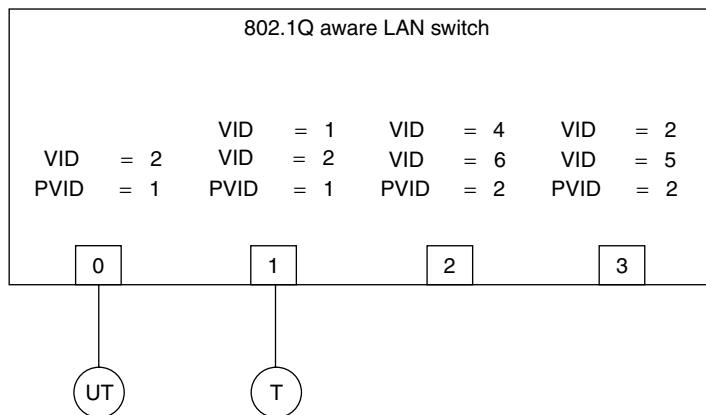 802.1Q aware LAN switch
VID = 1 VID = 4 VID = 2
VID = 2 VID = 2 VID = 6 VID = 5
PVID = 1 PVID = 1 PVID = 2 PVID = 2
0 1 2 3
UT T